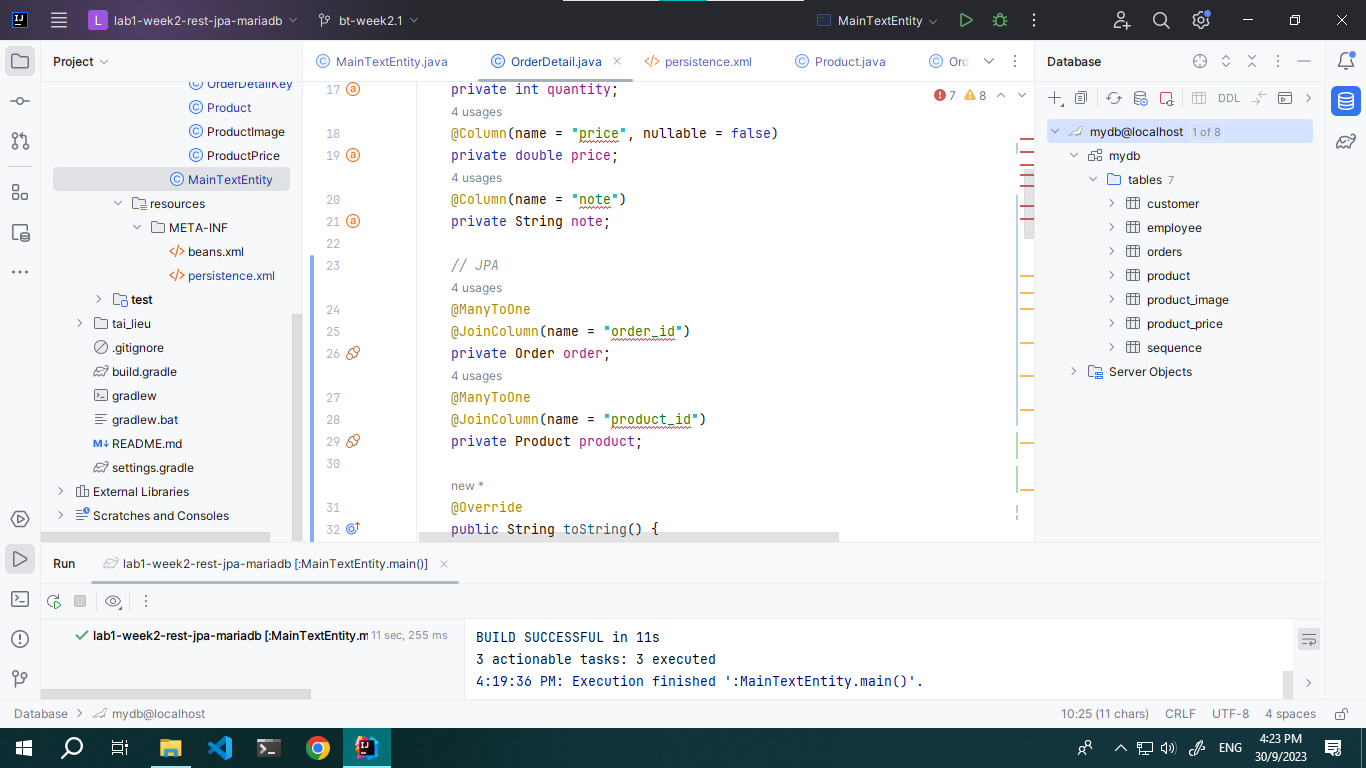 L lab1-week2-rest-jpa-mariadb bt-week2.1 MainTextEntity
Project
OrderDetailKey
Product
ProductImage
ProductPrice
MainTextEntity
resources
META-INF
beans.xml
persistence.xml
test
tai_lieu
.gitignore
build.gradle
gradlew
gradlew.bat
M↓ README.md
settings.gradle
External Libraries
Scratches and Consoles
MainTextEntity.java OrderDetail.java persistence.xml Product.java Ord
7 8
17 private int quantity;
4 usages
18 @Column(name = "price", nullable = false)
19 private double price;
4 usages
20 @Column(name = "note")
21 private String note;
22
23 // JPA
4 usages
24 @ManyToOne
25 @JoinColumn(name = "order_id")
26 private Order order;
4 usages
27 @ManyToOne
28 @JoinColumn(name = "product_id")
29 private Product product;
30
new *
31 @Override
32 public String toString() {
Database
DDL
mydb@localhost 1 of 8
mydb
tables 7
customer
employee
orders
product
product_image
product_price
sequence
Server Objects
Run lab1-week2-rest-jpa-mariadb [:MainTextEntity.main()]
lab1-week2-rest-jpa-mariadb [:MainTextEntity.m 11 sec, 255 ms
BUILD SUCCESSFUL in 11s
3 actionable tasks: 3 executed
4:19:36 PM: Execution finished ':MainTextEntity.main()'.
Database mydb@localhost 10:25 (11 chars) CRLF UTF-8 4 spaces
ENG
4:23 PM
30/9/2023